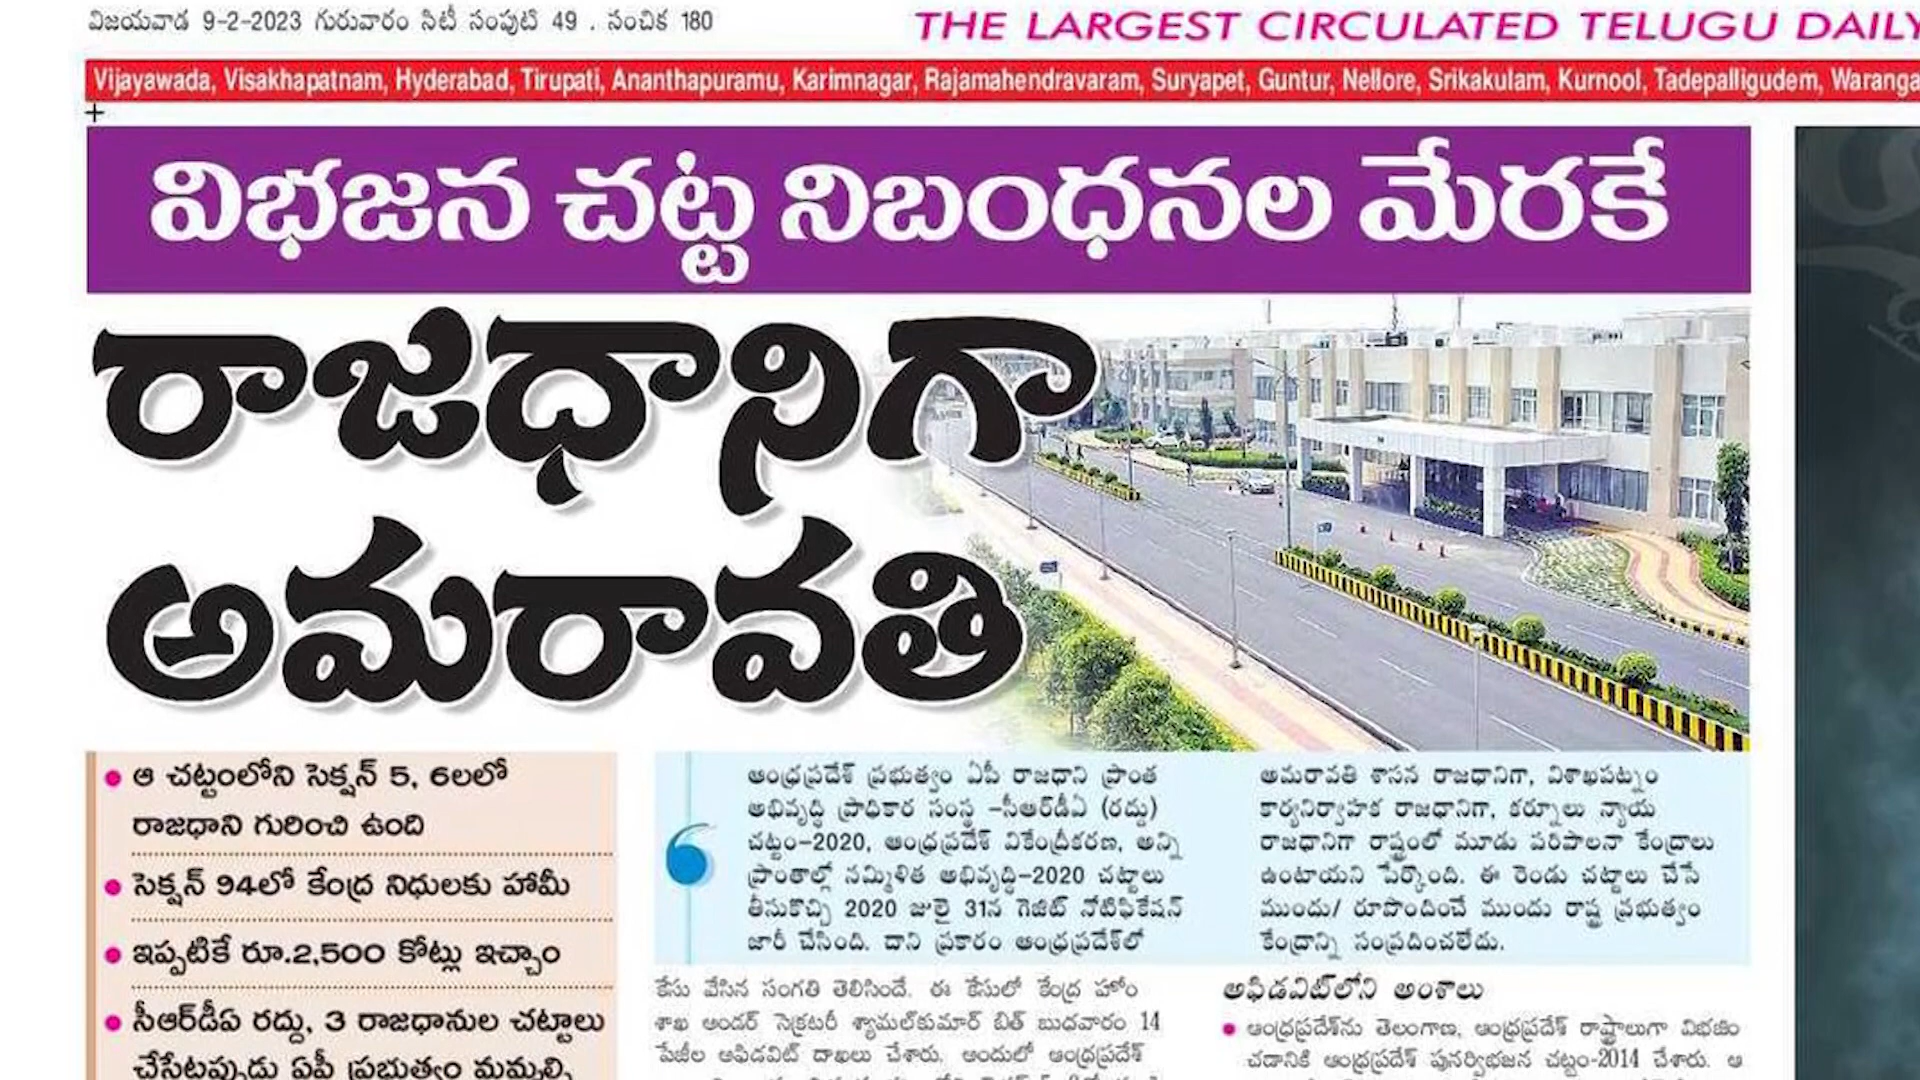 విజయవాడ 9-2-2023 గురువారం సిటీ సంపుటి 49 . సంచిక 180
THE LARGEST CIRCULATED TELUGU DAILY
Vijayawada, Visakhapatnam, Hyderabad, Tirupati, Ananthapuramu, Karimnagar, Rajamahendravaram, Suryapet, Guntur, Nellore, Srikakulam, Kurnool, Tadepalligudem, Waranga
విభజన చట్ట నిబంధనల మేరకే
రాజధానిగా
అమరావతి
• ఆ చట్టంలోని సెక్షన్ 5, 6లలో
రాజధాని గురించి ఉంది
• సెక్షన్ 94లో కేంద్ర నిధులకు హామీ
• ఇప్పటికే రూ.2,500 కోట్లు ఇచ్చాం
• సీఆర్‌డీఏ రద్దు, 3 రాజధానుల చట్టాలు
చేసేటప్పుడు ఏపీ ప్రభుత్వం మమ్మల్ని
ఆంధ్రప్రదేశ్ ప్రభుత్వం ఏపీ రాజధాని ప్రాంత
అభివృద్ధి ప్రాధికార సంస్థ -సీఆర్‌డీఏ (రద్దు)
చట్టం-2020, ఆంధ్రప్రదేశ్ వికేంద్రీకరణ, అన్ని
ప్రాంతాల్లో సమ్మిళిత అభివృద్ధి-2020 చట్టాలు
తీసుకొచ్చి 2020 జులై 31న గెజిట్ నోటిఫికేషన్
జారీ చేసింది. దాని ప్రకారం ఆంధ్రప్రదేశ్‌లో
అమరావతి శాసన రాజధానిగా, విశాఖపట్నం
కార్యనిర్వాహక రాజధానిగా, కర్నూలు న్యాయ
రాజధానిగా రాష్ట్రంలో మూడు పరిపాలనా కేంద్రాలు
ఉంటాయని పేర్కొంది. ఈ రెండు చట్టాలు చేసే
ముందు/ రూపొందించే ముందు రాష్ట్ర ప్రభుత్వం
కేంద్రాన్ని సంప్రదించలేదు.
కేసు వేసిన సంగతి తెలిసిందే. ఈ కేసులో కేంద్ర హోం
శాఖ అండర్ సెక్రటరీ శ్యామల్‌కుమార్ బిత్ బుధవారం 14
పేజీల అఫిడవిట్ దాఖలు చేశారు. అందులో ఆంధ్రప్రదేశ్
అఫిడవిట్‌లోని అంశాలు
• ఆంధ్రప్రదేశ్‌ను తెలంగాణ, ఆంధ్రప్రదేశ్ రాష్ట్రాలుగా విభజిం
చడానికి ఆంధ్రప్రదేశ్ పునర్విభజన చట్టం-2014 చేశారు. ఆ